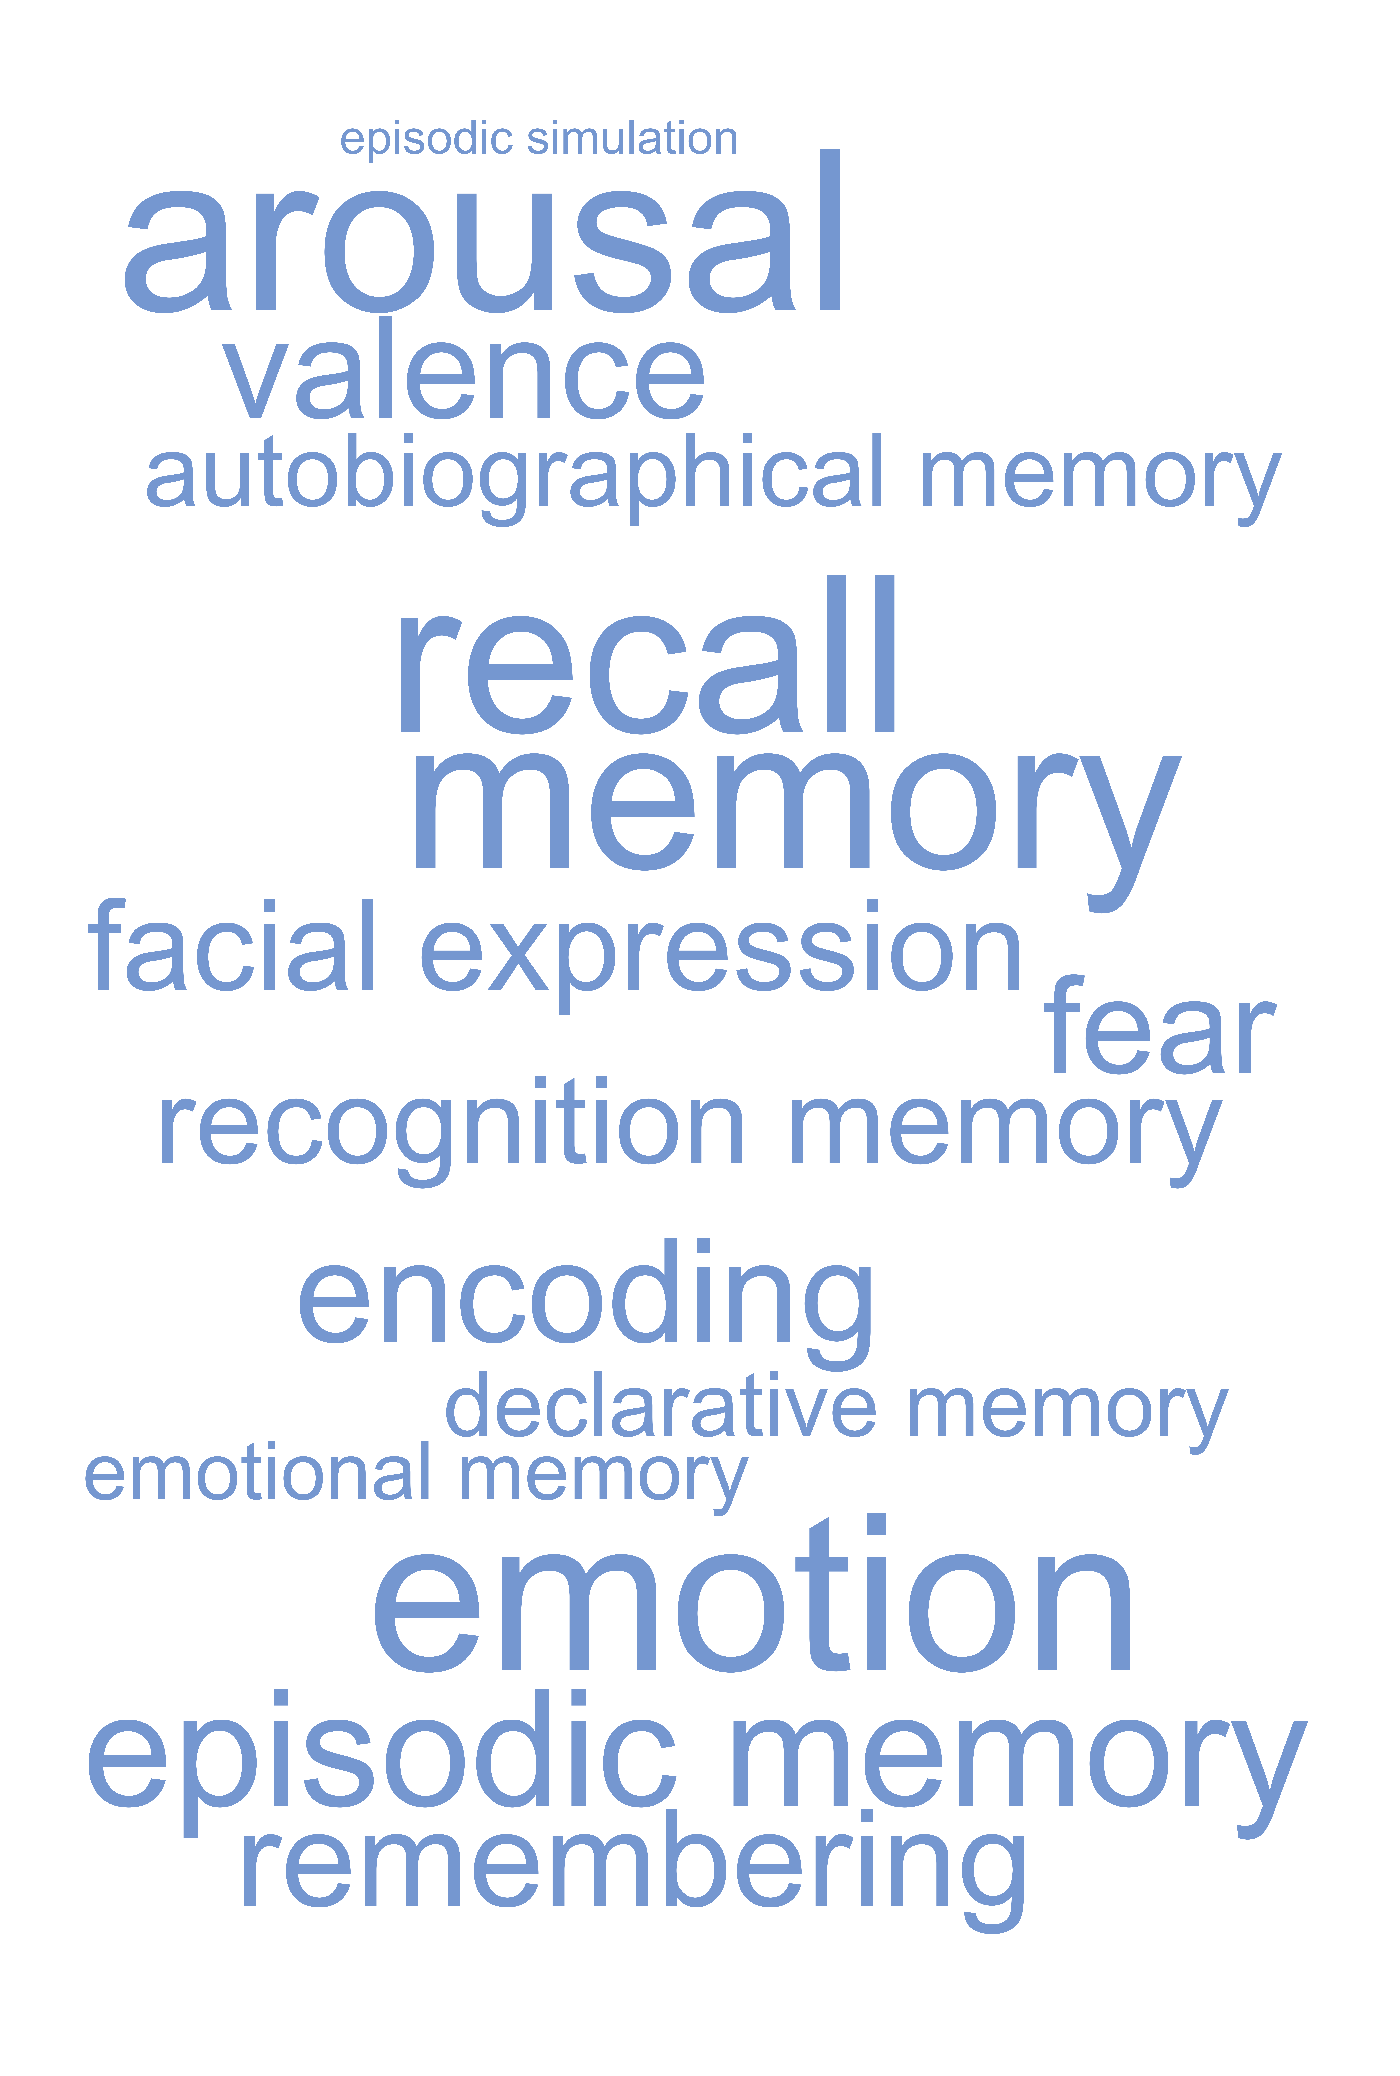 episodic simulation
arousal
valence
autobiographical memory
recall
memory
facial expression
fear
recognition memory
encoding
declarative memory
emotional memory
emotion
episodic memory
remembering